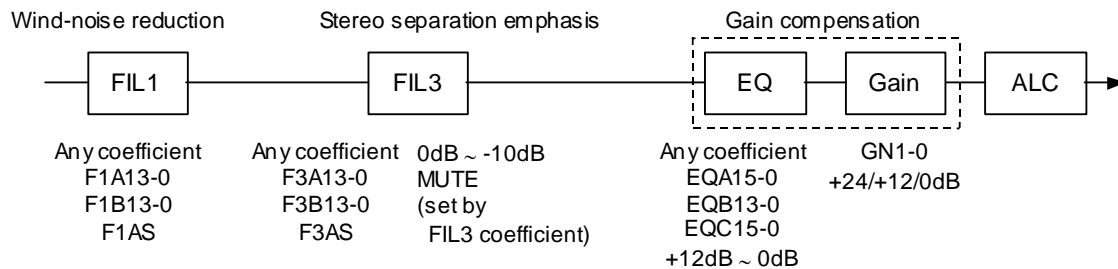 Wind-noise reduction
Stereo separation emphasis
Gain compensation
FIL1
FIL3
EQ
Gain
ALC
Any coefficient
F1A13-0
F1B13-0
F1AS
Any coefficient
F3A13-0
F3B13-0
F3AS
0dB ~ -10dB
MUTE
(set by
FIL3 coefficient)
Any coefficient
EQA15-0
EQB13-0
EQC15-0
+12dB ~ 0dB
GN1-0
+24/+12/0dB